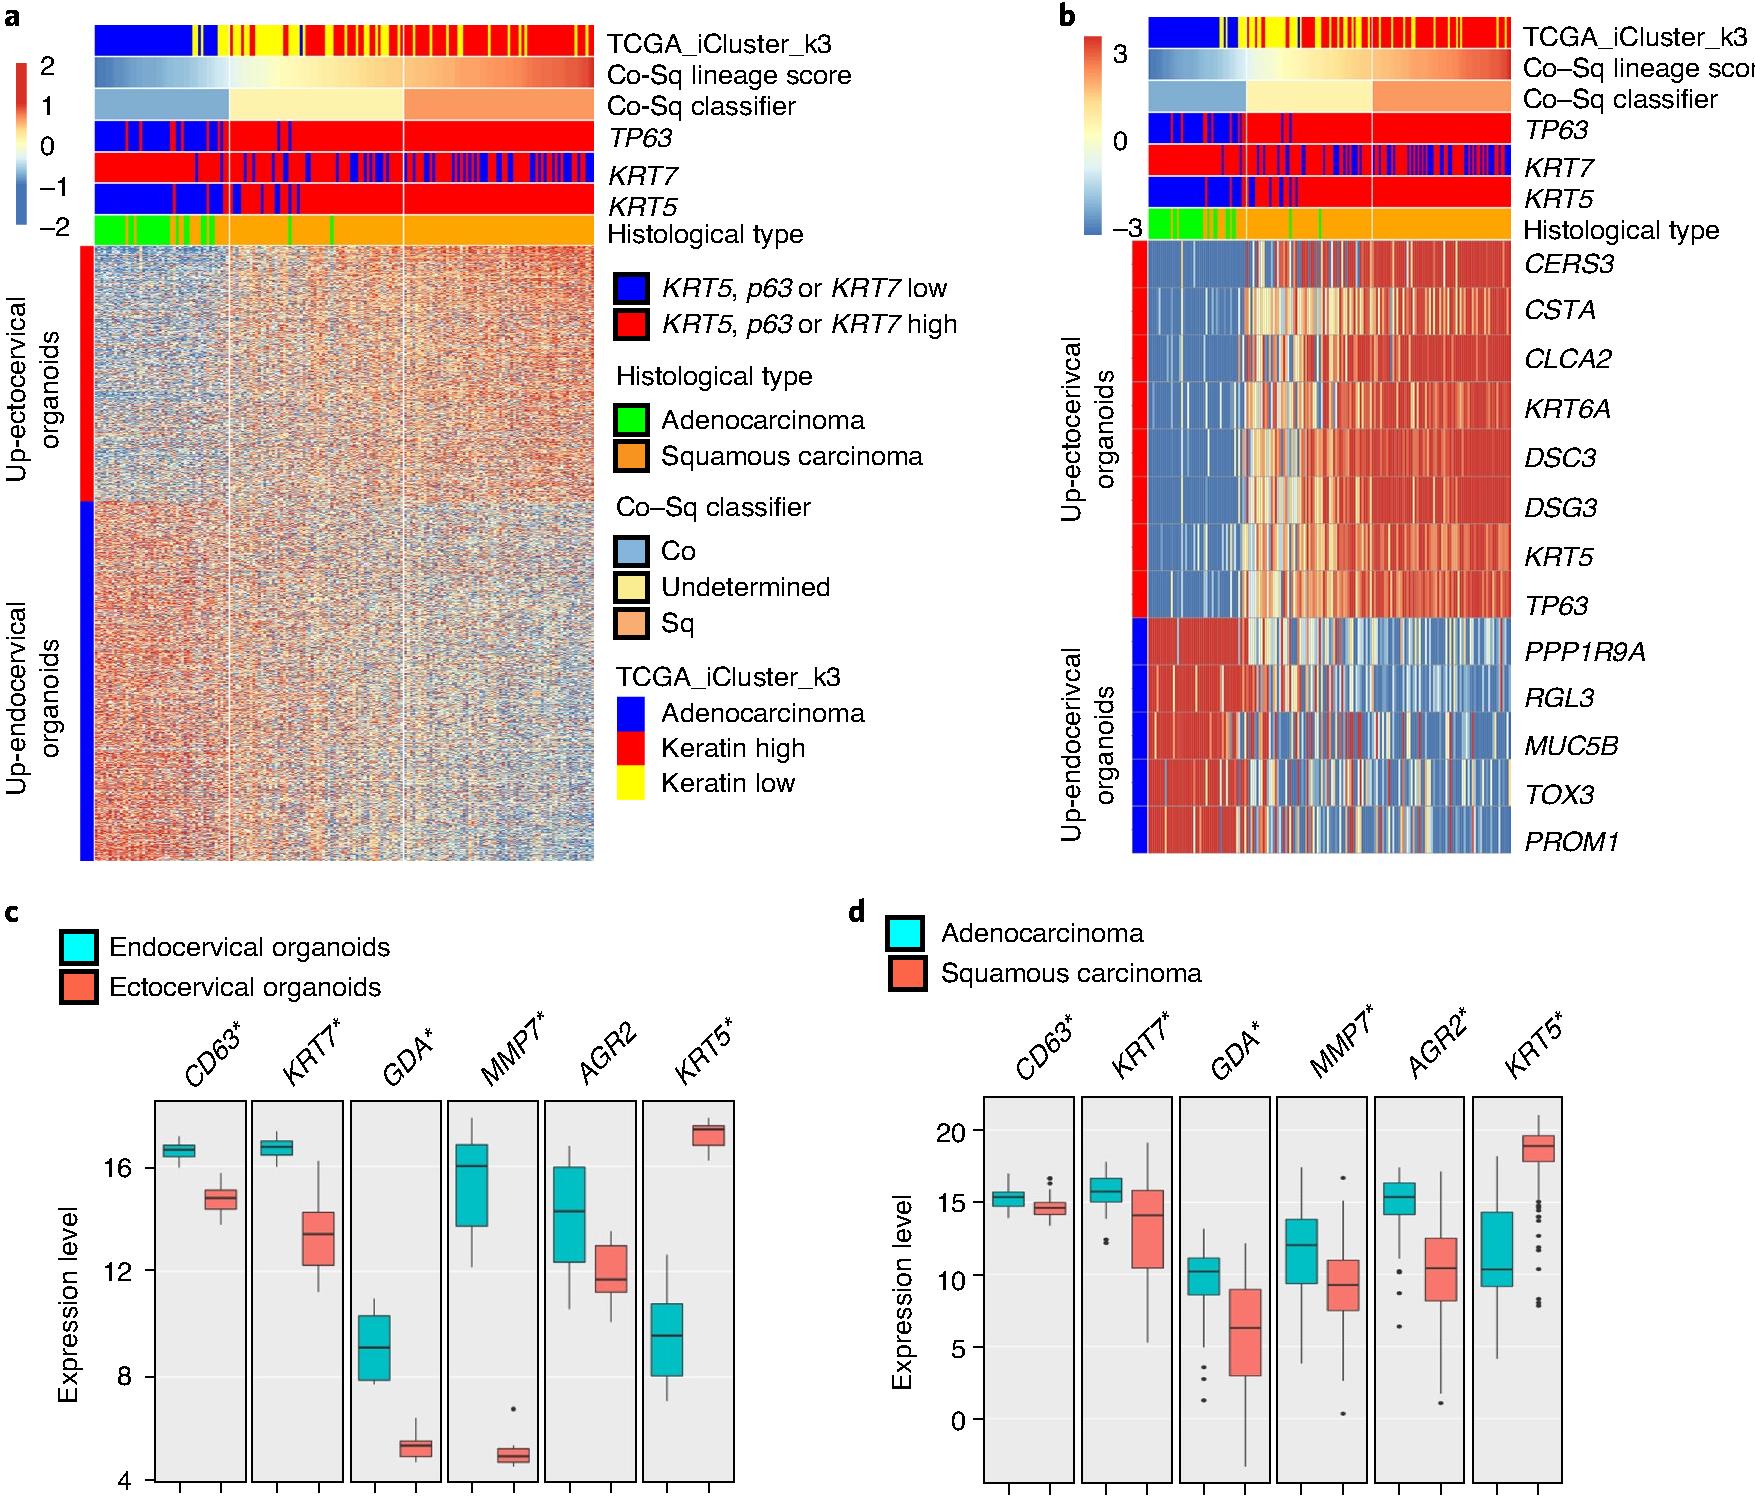 a
2
1
0
−1
−2
TCGA_iCluster_k3
Co-Sq lineage score
Co-Sq classifier
TP63
KRT7
KRT5
Histological type
Up-ectocervical
organoids
Up-endocervical
organoids
KRT5, p63 or KRT7 low
KRT5, p63 or KRT7 high
Histological type
Adenocarcinoma
Squamous carcinoma
Co–Sq classifier
Co
Undetermined
Sq
TCGA_iCluster_k3
Adenocarcinoma
Keratin high
Keratin low
b
3
0
−3
TCGA_iCluster_k3
Co–Sq lineage scor
Co–Sq classifier
TP63
KRT7
KRT5
Histological type
Up-ectocerivcal
organoids
Up-endocerivcal
organoids
CERS3
CSTA
CLCA2
KRT6A
DSC3
DSG3
KRT5
TP63
PPP1R9A
RGL3
MUC5B
TOX3
PROM1
c
Endocervical organoids
Ectocervical organoids
CD63*
KRT7*
GDA*
MMP7*
AGR2
KRT5*
Expression level
16
12
8
4
d
Adenocarcinoma
Squamous carcinoma
CD63*
KRT7*
GDA*
MMP7*
AGR2*
KRT5*
Expression level
20
15
10
5
0